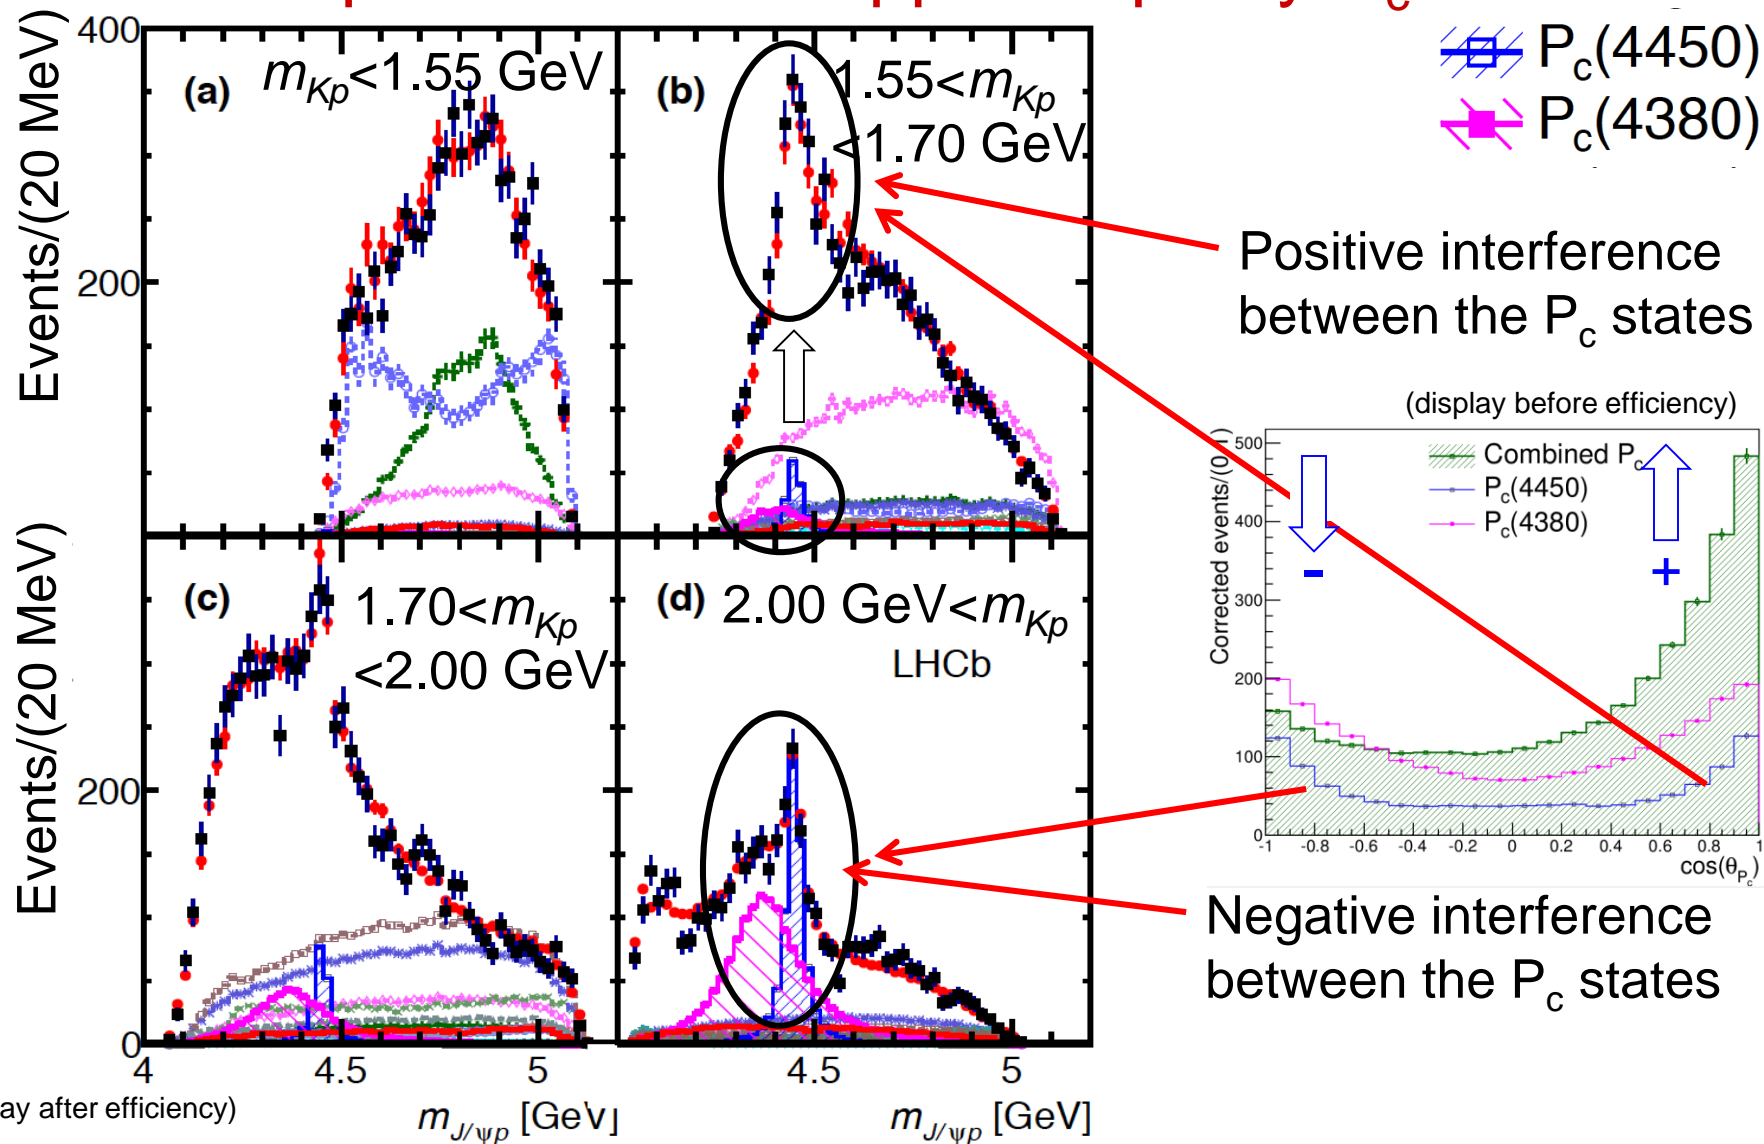 P
c
(4450)
P
c
(4380)
400
200
200
0
Events/(20 MeV)
Events/(20 MeV)
(a) m_Kp<1.55 GeV
(b) 1.55<m_Kp
<1.70 GeV
(c) 1.70<m_Kp
<2.00 GeV
(d) 2.00 GeV<m_Kp
LHCb
4 4.5 5
4.5 5
m_J/ψp [GeV]
m_J/ψp [GeV]
ay after efficiency)
Positive interference
between the P_c states
(display before efficiency)
Corrected events/(0.1)
500
400
300
200
100
0
Combined P_c
P_c(4450)
P_c(4380)
- +
-1 -0.8 -0.6 -0.4 -0.2 0 0.2 0.4 0.6 0.8 1
cos(θ_P_c)
Negative interference
between the P_c states